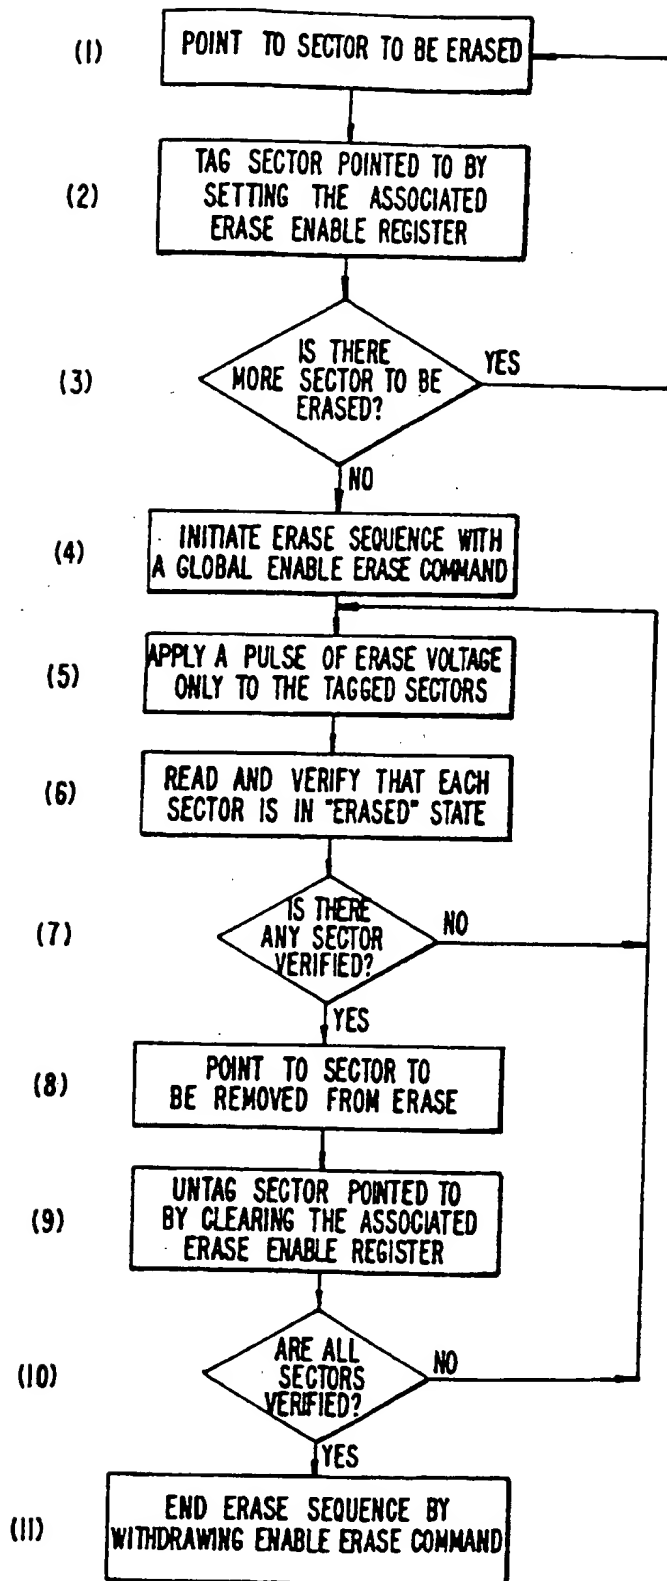 (1)
POINT TO SECTOR TO BE ERASED
(2)
TAG SECTOR POINTED TO BY
SETTING THE ASSOCIATED
ERASE ENABLE REGISTER
(3)
IS THERE
MORE SECTOR TO BE
ERASED?
YES
NO
(4)
INITIATE ERASE SEQUENCE WITH
A GLOBAL ENABLE ERASE COMMAND
(5)
APPLY A PULSE OF ERASE VOLTAGE
ONLY TO THE TAGGED SECTORS
(6)
READ AND VERIFY THAT EACH
SECTOR IS IN "ERASED" STATE
(7)
IS THERE
ANY SECTOR
VERIFIED?
NO
YES
(8)
POINT TO SECTOR TO
BE REMOVED FROM ERASE
(9)
UNTAG SECTOR POINTED TO
BY CLEARING THE ASSOCIATED
ERASE ENABLE REGISTER
(10)
ARE ALL
SECTORS
VERIFIED?
NO
YES
(11)
END ERASE SEQUENCE BY
WITHDRAWING ENABLE ERASE COMMAND